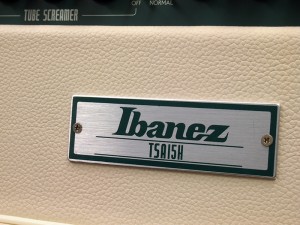 OFF NORMAL
TUBE SCREAMER
Ibanez
TSA15H